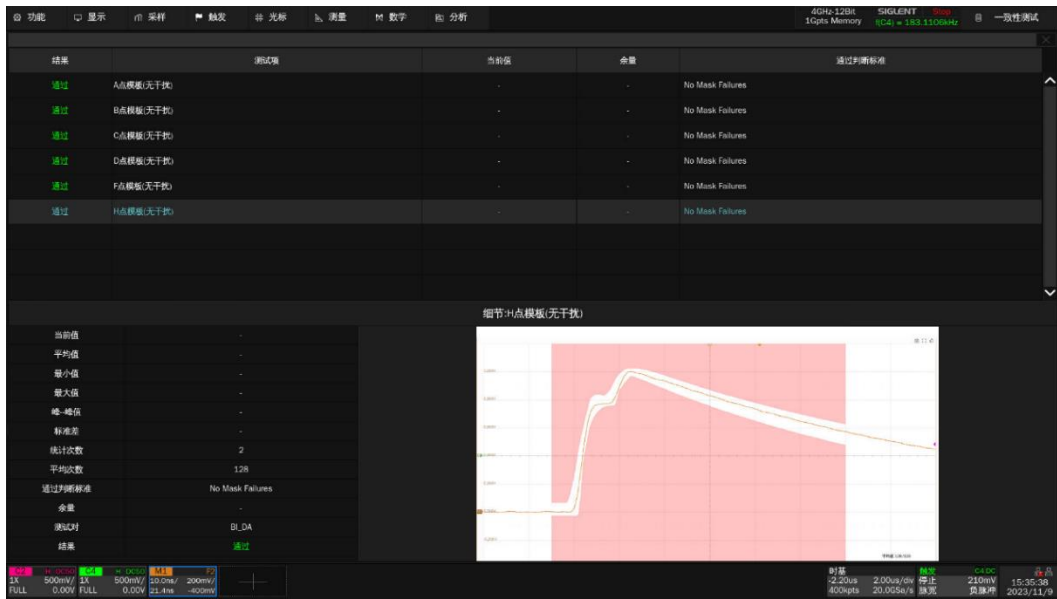 功能 显示 采样 触发 光标 测量 数学 分析 4GHz-12Bit SIGLENT Stop 一致性测试
1Gpts Memory f(C4) = 183.1106kHz
结果 测试项 当前值 余量 通过判断标准
通过 A点模板(无干扰) - - No Mask Failures
通过 B点模板(无干扰) - - No Mask Failures
通过 C点模板(无干扰) - - No Mask Failures
通过 D点模板(无干扰) - - No Mask Failures
通过 F点模板(无干扰) - - No Mask Failures
通过 H点模板(无干扰) - - No Mask Failures
细节:H点模板(无干扰)
当前值 -
平均值 -
最小值 -
最大值 -
峰-峰值 -
标准差 -
统计次数 2
平均次数 128
通过判断标准 No Mask Failures
余量 -
测试对 BI_DA
结果 通过
C2 DC50 C4 DC50 M1 F2 时基 触发 C4 DC
1X 500mV/ 1X 500mV/ 10.0ns/ 200mV/ -2.20us 2.00us/div 停止 210mV 15:35:38
FULL 0.00V FULL 0.00V 21.4ns -400mV 400kpts 20.0GSa/s 脉宽 负脉冲 2023/11/9